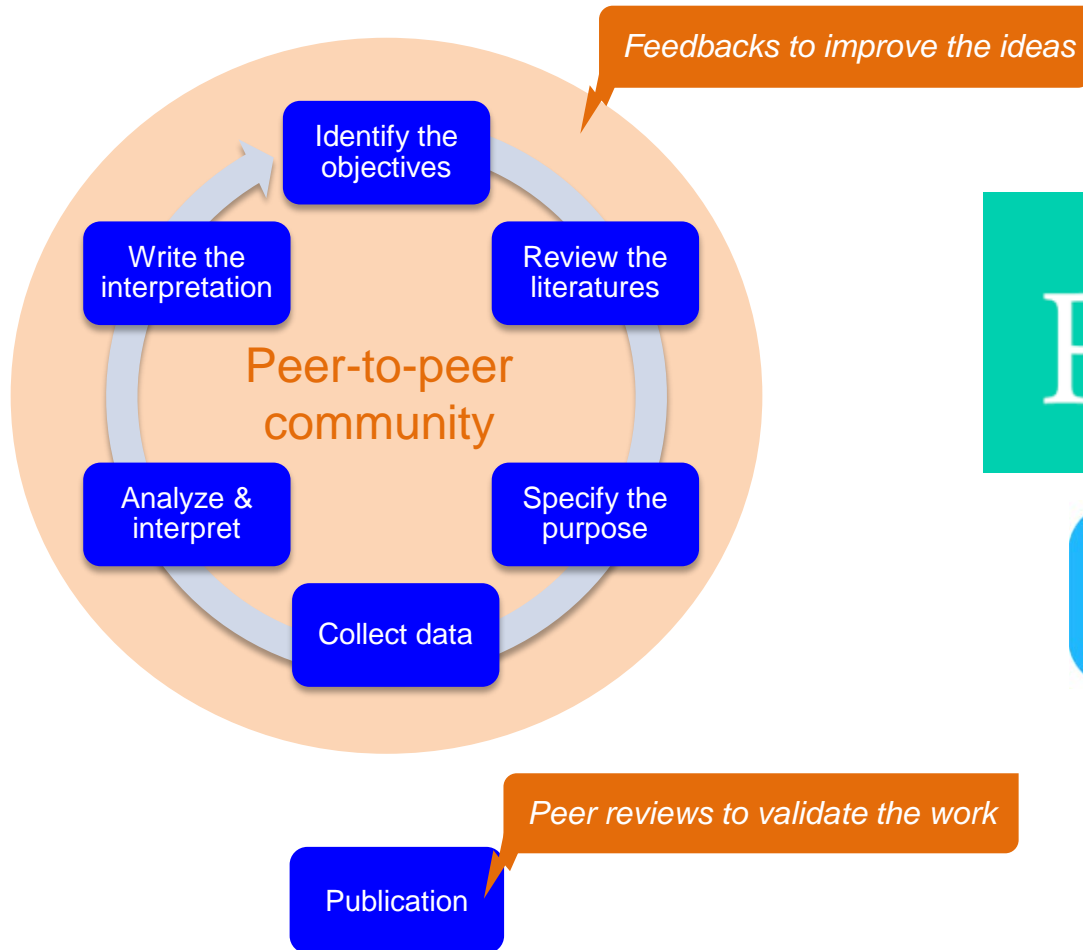 Feedbacks to improve the ideas
Identify the
objectives
Write the
interpretation
Review the
literatures
Peer-to-peer
community
Analyze &
interpret
Specify the
purpose
Collect data
Peer reviews to validate the work
Publication